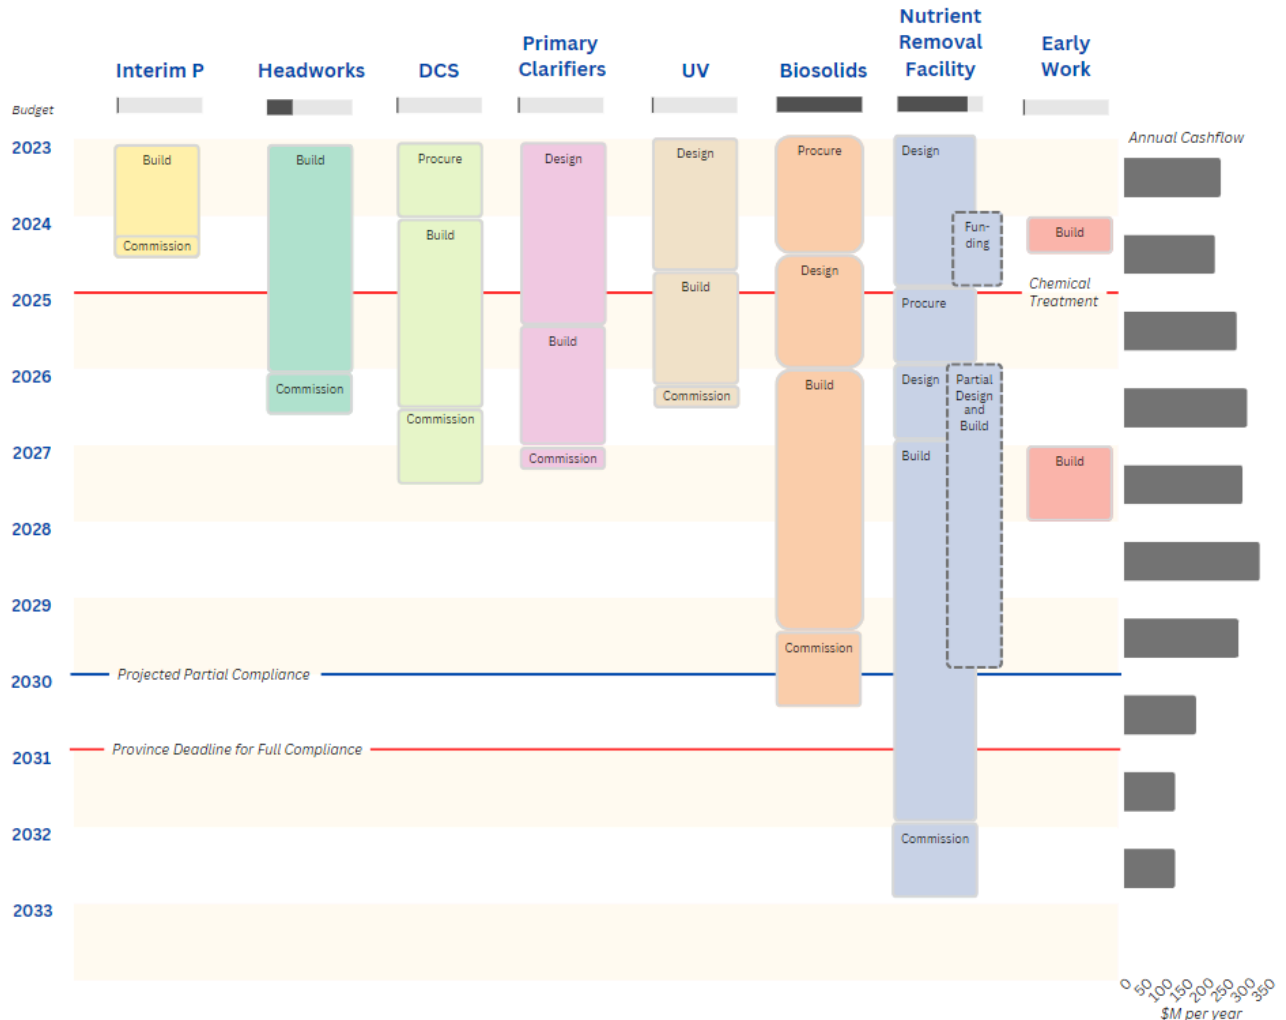 Interim P
Headworks
DCS
Primary
Clarifiers
UV
Biosolids
Nutrient
Removal
Facility
Early
Work
Budget
Annual Cashflow
2023
Build
Build
Procure
Design
Design
Procure
Design
2024
Commission
Build
Fun-
ding
Build
Design
2025
Build
Procure
Chemical
Treatment
Build
2026
Commission
Commission
Build
Design
Partial
Design
and
Build
Commission
2027
Commission
Build
Build
2028
2029
Commission
2030
Projected Partial Compliance
2031
Province Deadline for Full Compliance
2032
Commission
2033
0
50
100
150
200
250
300
350
$M per year